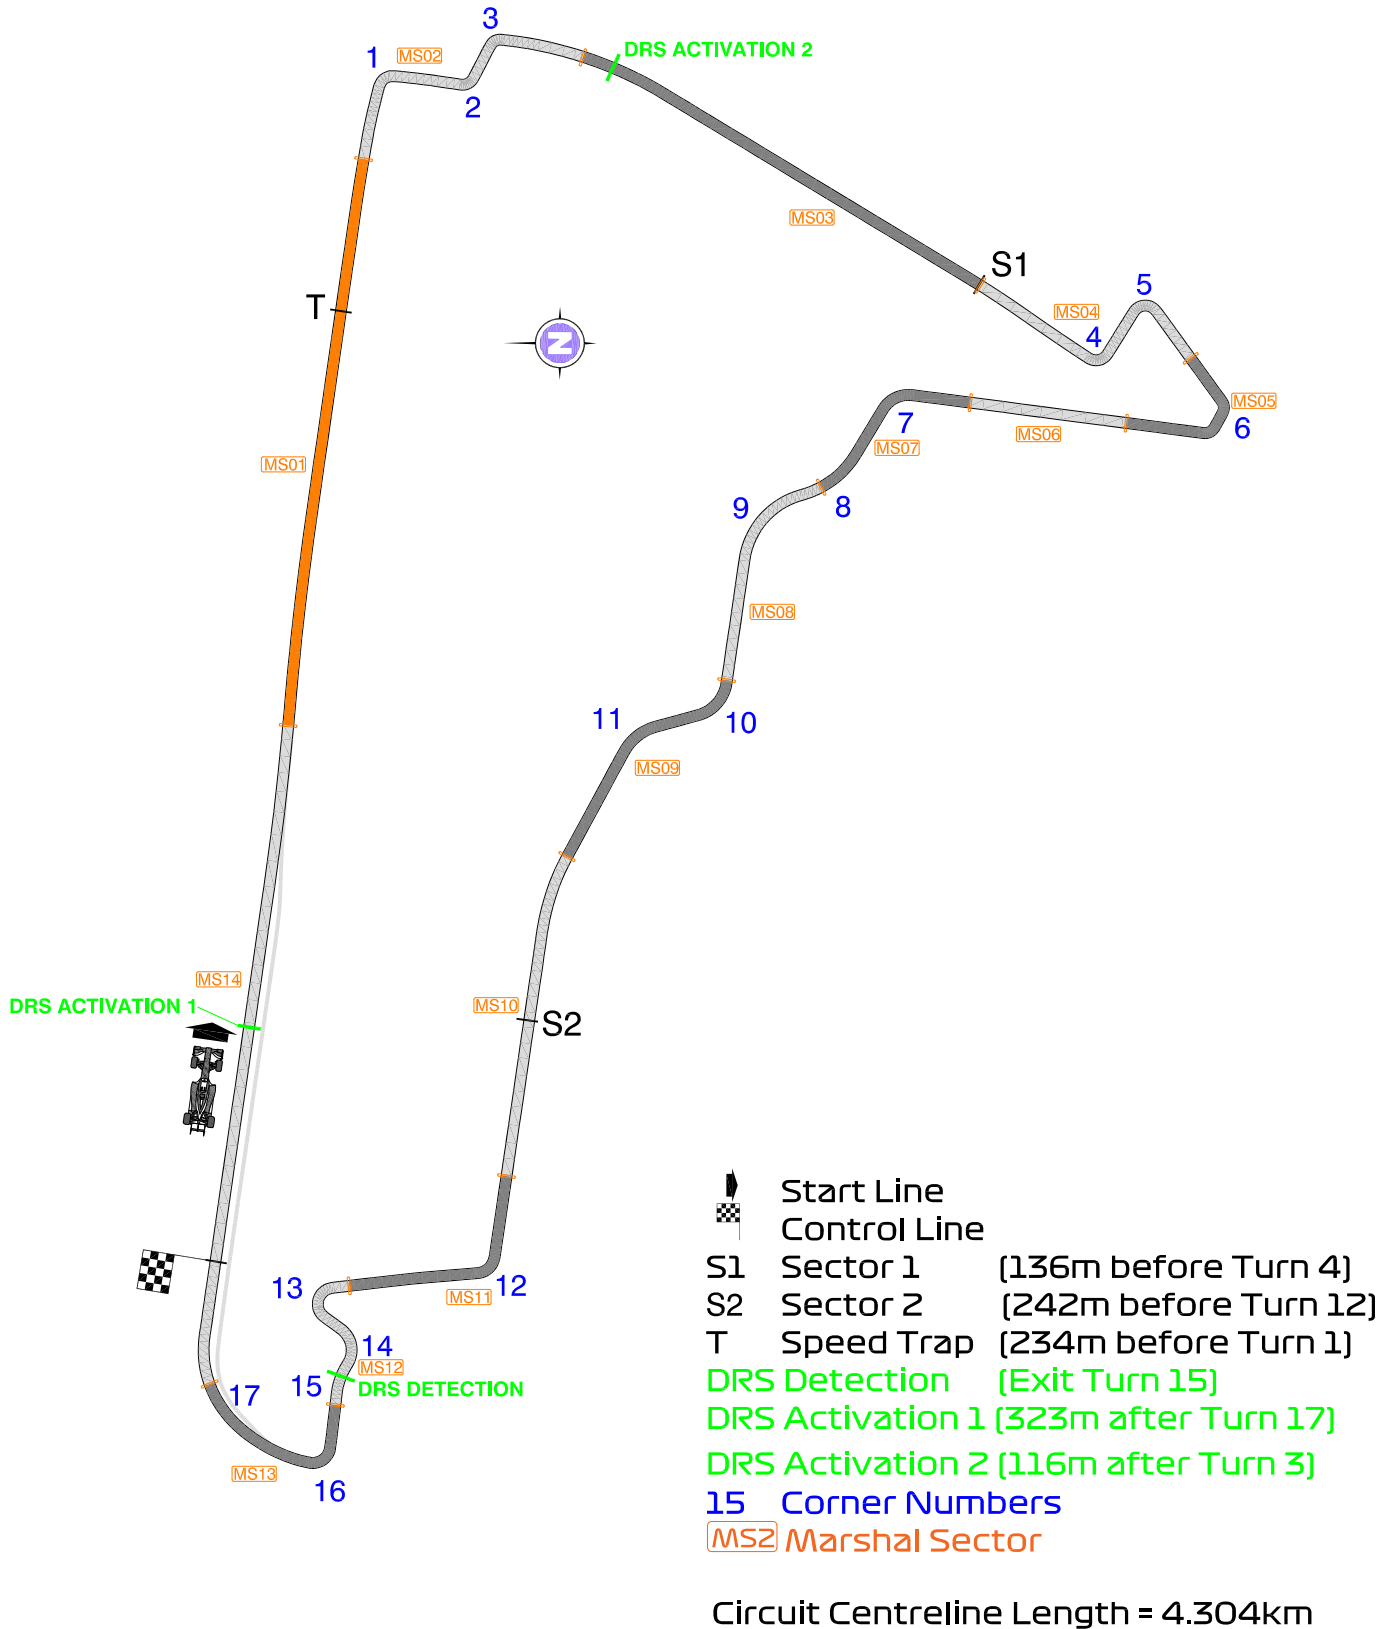 3
DRS ACTIVATION 2
1
MS02
2
MS03
S1
5
MS04
4
T
N
MS05
6
7
MS06
MS07
MS01
9
8
MS08
11
10
MS09
MS14
DRS ACTIVATION 1
MS10
S2
13
12
MS11
14
MS12
15
DRS DETECTION
17
MS13
16
Start Line
Control Line
S1 Sector 1 (136m before Turn 4)
S2 Sector 2 (242m before Turn 12)
T Speed Trap (234m before Turn 1)
DRS Detection (Exit Turn 15)
DRS Activation 1 (323m after Turn 17)
DRS Activation 2 (116m after Turn 3)
15 Corner Numbers
MS2 Marshal Sector
Circuit Centreline Length = 4.304km